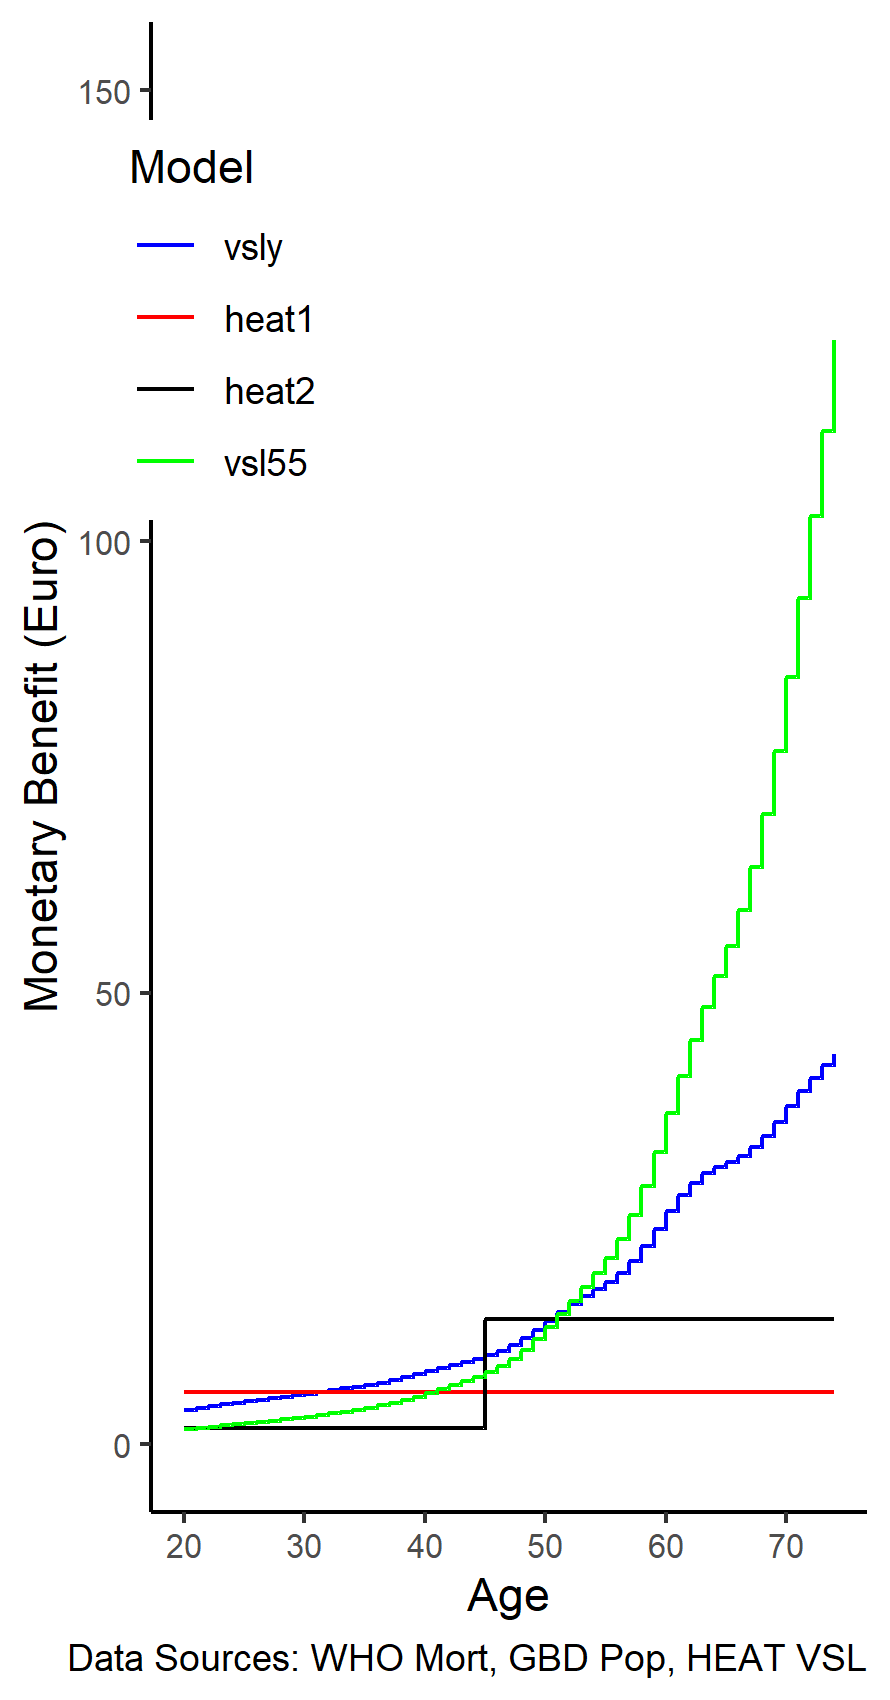 150
Model
vsly
heat1
heat2
vsl55
Monetary Benefit (Euro)
100
50
0
20 30 40 50 60 70
Age
Data Sources: WHO Mort, GBD Pop, HEAT VSL